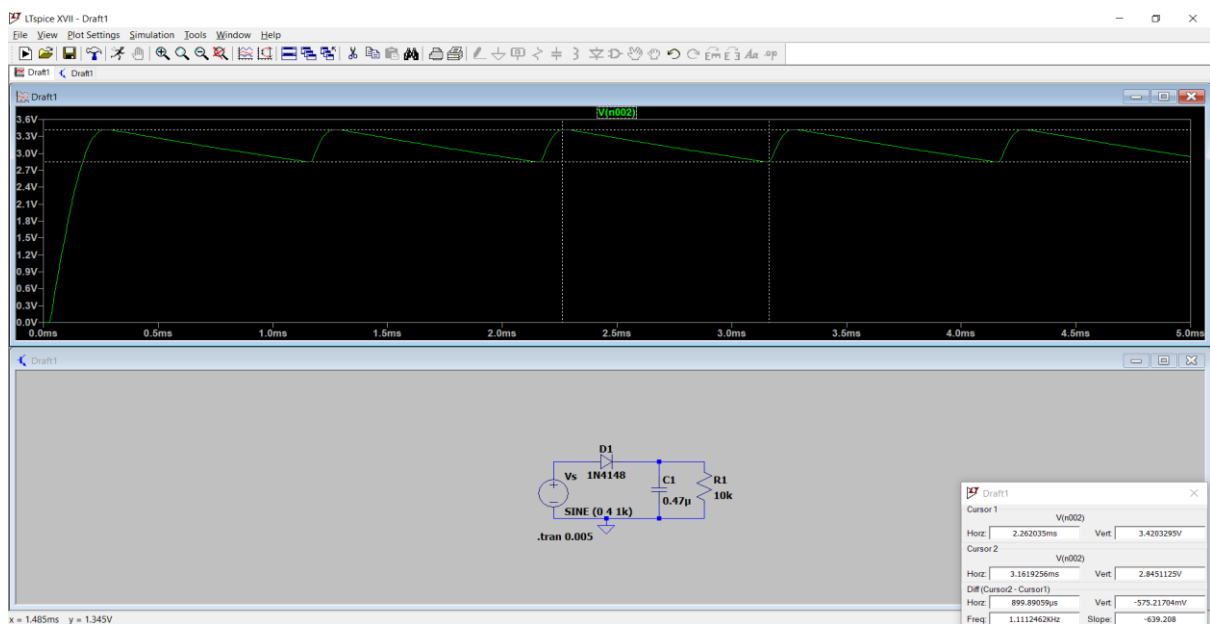 LTspice XVII - Draft1
File View Plot Settings Simulation Tools Window Help
Draft1 Draft1
Draft1
V(n002)
3.6V
3.3V
3.0V
2.7V
2.4V
2.1V
1.8V
1.5V
1.2V
0.9V
0.6V
0.3V
0.0V
0.0ms 0.5ms 1.0ms 1.5ms 2.0ms 2.5ms 3.0ms 3.5ms 4.0ms 4.5ms 5.0ms
Draft1
D1
Vs 1N4148 C1 R1
0.47µ 10k
SINE (0 4 1k)
.tran 0.005
Draft1
Cursor 1
V(n002)
Horz: 2.262035ms Vert: 3.4203295V
Cursor 2
V(n002)
Horz: 3.1619256ms Vert: 2.8451125V
Diff (Cursor2 - Cursor1)
Horz: 899.89059µs Vert: -575.21704mV
Freq: 1.1112462KHz Slope: -639.208
x = 1.485ms y = 1.345V